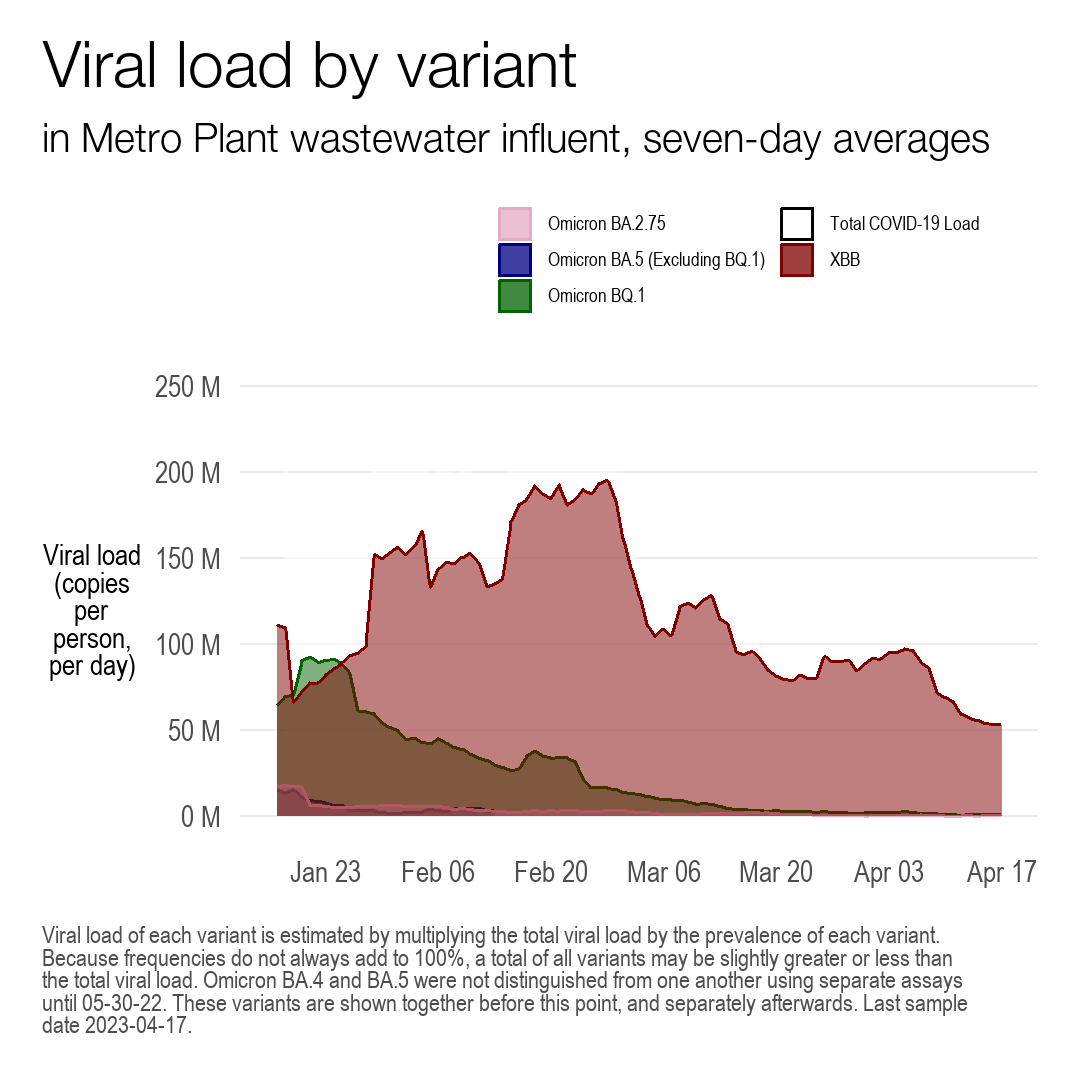 Viral load by variant
in Metro Plant wastewater influent, seven-day averages
Omicron BA.2.75
Total COVID-19 Load
Omicron BA.5 (Excluding BQ.1)
XBB
Omicron BQ.1
250 M
200 M
150 M
100 M
50 M
0 M
Viral load
(copies
per
person,
per day)
Jan 23 Feb 06 Feb 20 Mar 06 Mar 20 Apr 03 Apr 17
Viral load of each variant is estimated by multiplying the total viral load by the prevalence of each variant.
Because frequencies do not always add to 100%, a total of all variants may be slightly greater or less than
the total viral load. Omicron BA.4 and BA.5 were not distinguished from one another using separate assays
until 05-30-22. These variants are shown together before this point, and separately afterwards. Last sample
date 2023-04-17.